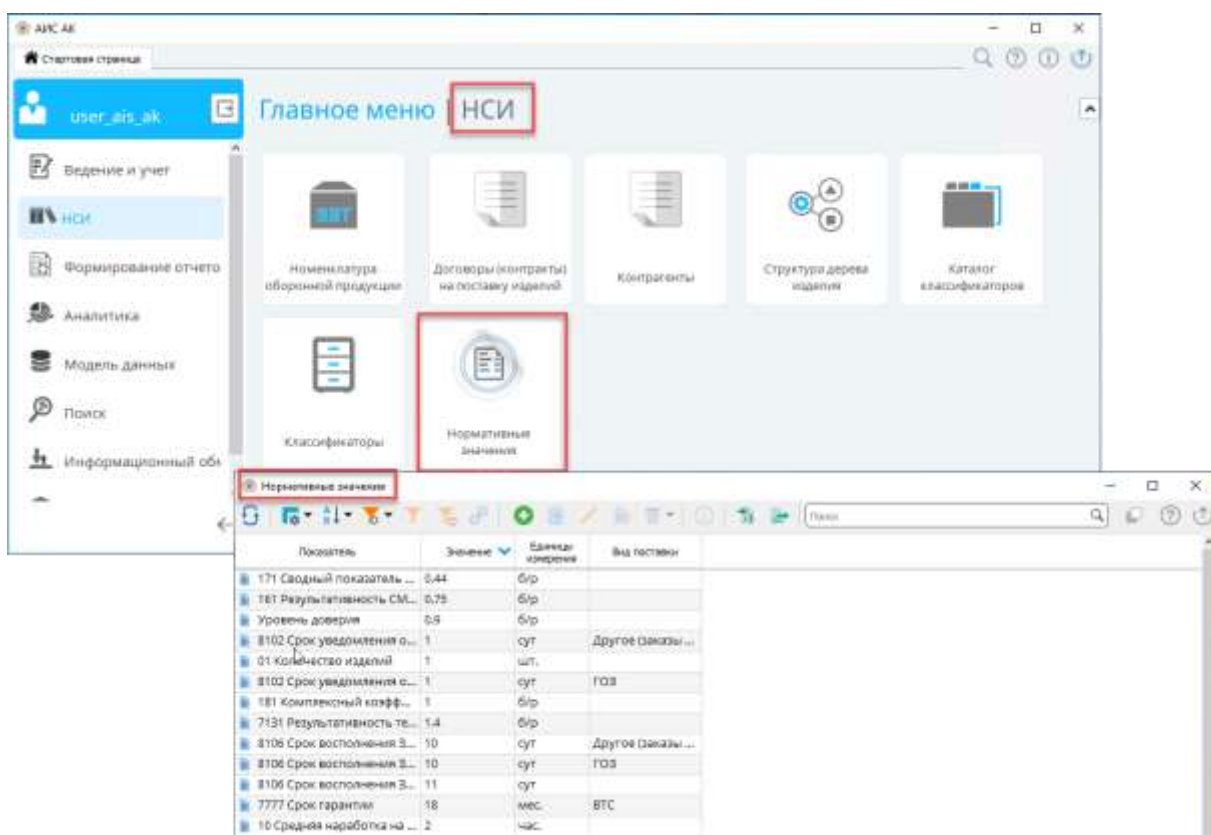 АИС АК
Стартовая страница
user_ais_ak
Главное меню | НСИ
Ведение и учет
НСИ
Формирование отчето
Аналитика
Модель данных
Поиск
Информационный обм
ВВТ
Номенклатура
оборонной продукции
Договоры (контракты)
на поставку изделий
Контрагенты
Структура дерева
изделия
Каталог
классификаторов
Классификаторы
Нормативные
значения
Нормативные значения
Поиск
Показатель Значение Единицы измерения Вид поставки
171 Сводный показатель ... 0.44 б/р
161 Результативность СМ... 0.75 б/р
Уровень доверия 0.9 б/р
8102 Срок уведомления о... 1 сут Другое (заказы ...
01 Количество изделий 1 шт.
8102 Срок уведомления о... 1 сут ГОЗ
181 Комплексный коэфф... 1 б/р
7131 Результативность те... 1.4 б/р
8106 Срок восполнения З... 10 сут Другое (заказы ...
8106 Срок восполнения З... 10 сут ГОЗ
8106 Срок восполнения З... 11 сут
7777 Срок гарантии 18 мес. ВТС
10 Средняя наработка на ... 2 час.